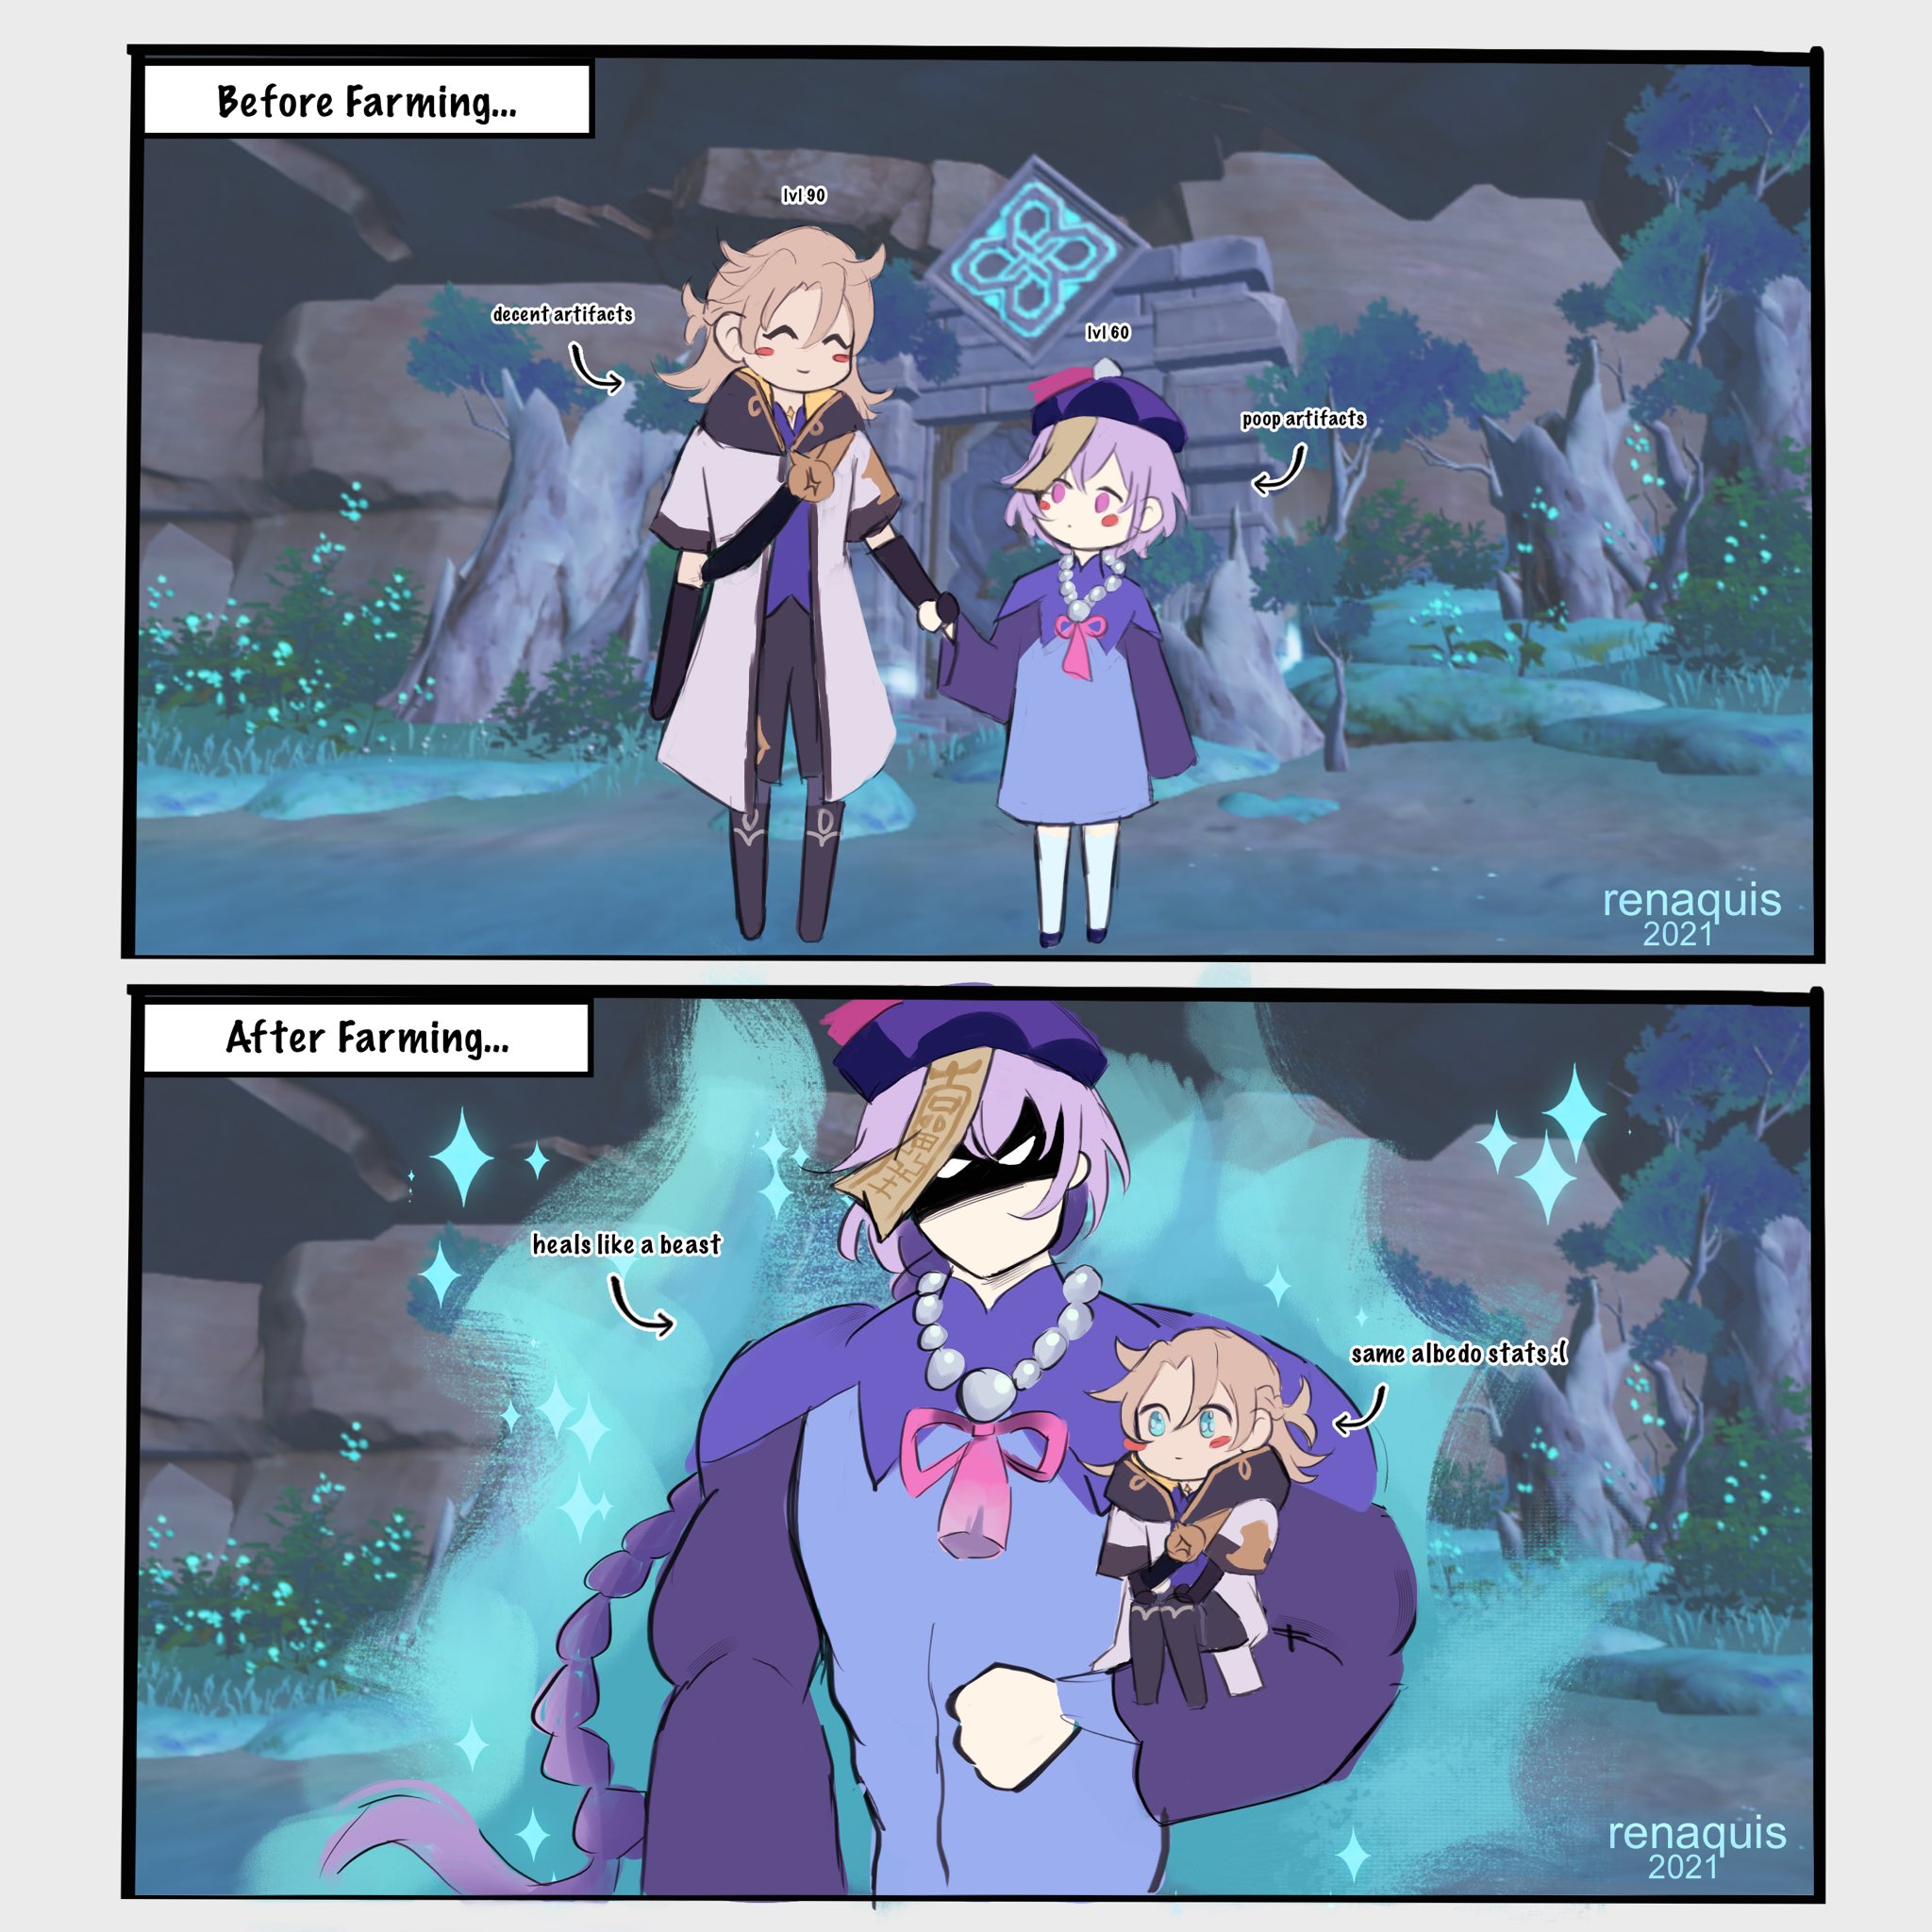 Before Farming...
lvl 90
decent artifacts
lvl 60
poop artifacts
renaquis
2021
After Farming...
heals like a beast
same albedo stats :(
renaquis
2021